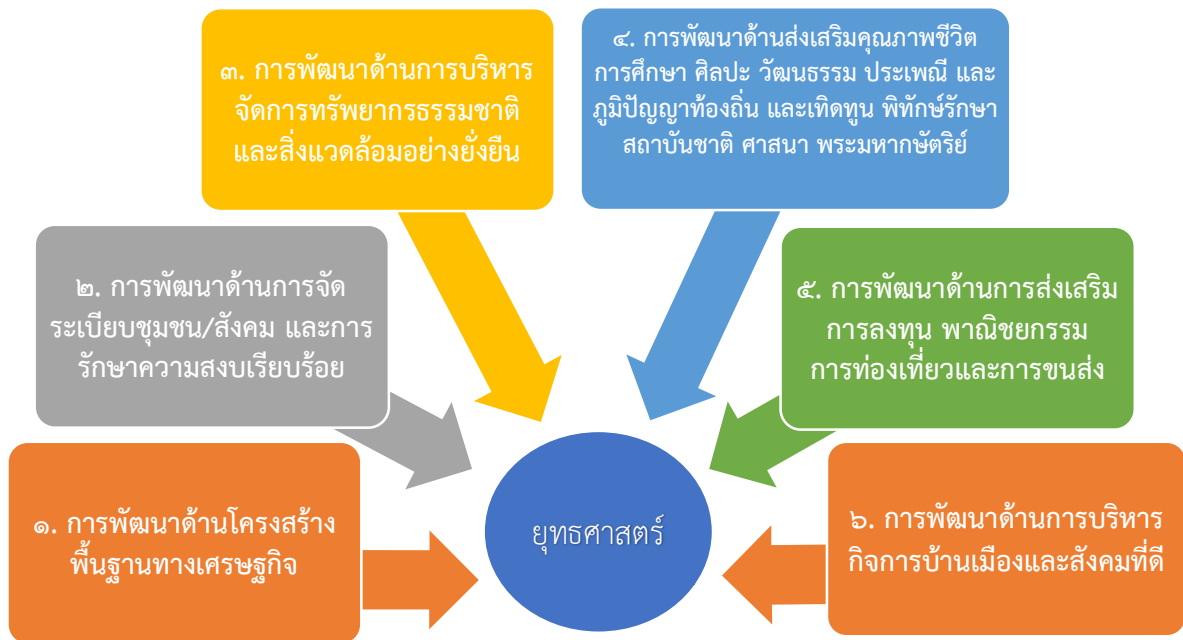 ๑. การพัฒนาด้านโครงสร้าง
พื้นฐานทางเศรษฐกิจ
๒. การพัฒนาด้านการจัด
ระเบียบชุมชน/สังคม และการ
รักษาความสงบเรียบร้อย
๓. การพัฒนาด้านการบริหาร
จัดการทรัพยากรธรรมชาติ
และสิ่งแวดล้อมอย่างยั่งยืน
๔. การพัฒนาด้านส่งเสริมคุณภาพชีวิต
การศึกษา ศิลปะ วัฒนธรรม ประเพณี และ
ภูมิปัญญาท้องถิ่น และเทิดทูน พิทักษ์รักษา
สถาบันชาติ ศาสนา พระมหากษัตริย์
๕. การพัฒนาด้านการส่งเสริม
การลงทุน พาณิชยกรรม
การท่องเที่ยวและการขนส่ง
๖. การพัฒนาด้านการบริหาร
กิจการบ้านเมืองและสังคมที่ดี
ยุทธศาสตร์